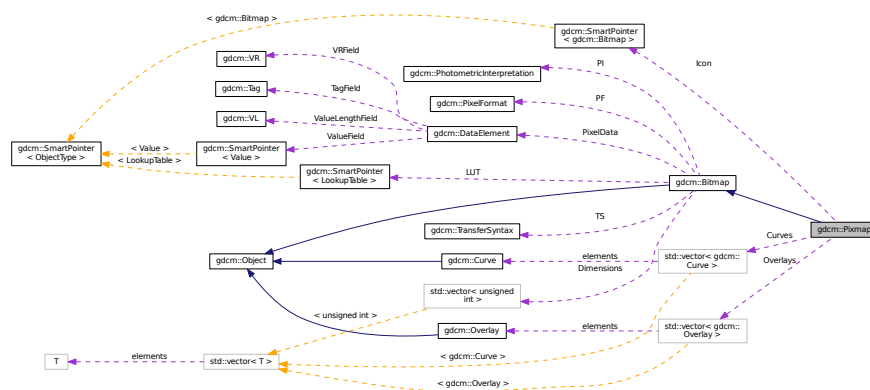 < gdcm::Bitmap >
gdcm::SmartPointer
< gdcm::Bitmap >
VRField
gdcm::VR
PI
Icon
gdcm::PhotometricInterpretation
TagField
gdcm::Tag
PF
gdcm::PixelFormat
ValueLengthField
gdcm::VL
PixelData
gdcm::DataElement
ValueField
gdcm::SmartPointer
< ObjectType >
< Value >
gdcm::SmartPointer
< Value >
< LookupTable >
gdcm::SmartPointer
< LookupTable >
LUT
gdcm::Bitmap
TS
gdcm::TransferSyntax
gdcm::Pixmap
Curves
gdcm::Object
gdcm::Curve
elements
std::vector< gdcm::
Curve >
Dimensions
Overlays
std::vector< unsigned
int >
< unsigned int >
gdcm::Overlay
elements
std::vector< gdcm::
Overlay >
T
elements
std::vector< T >
< gdcm::Curve >
< gdcm::Overlay >